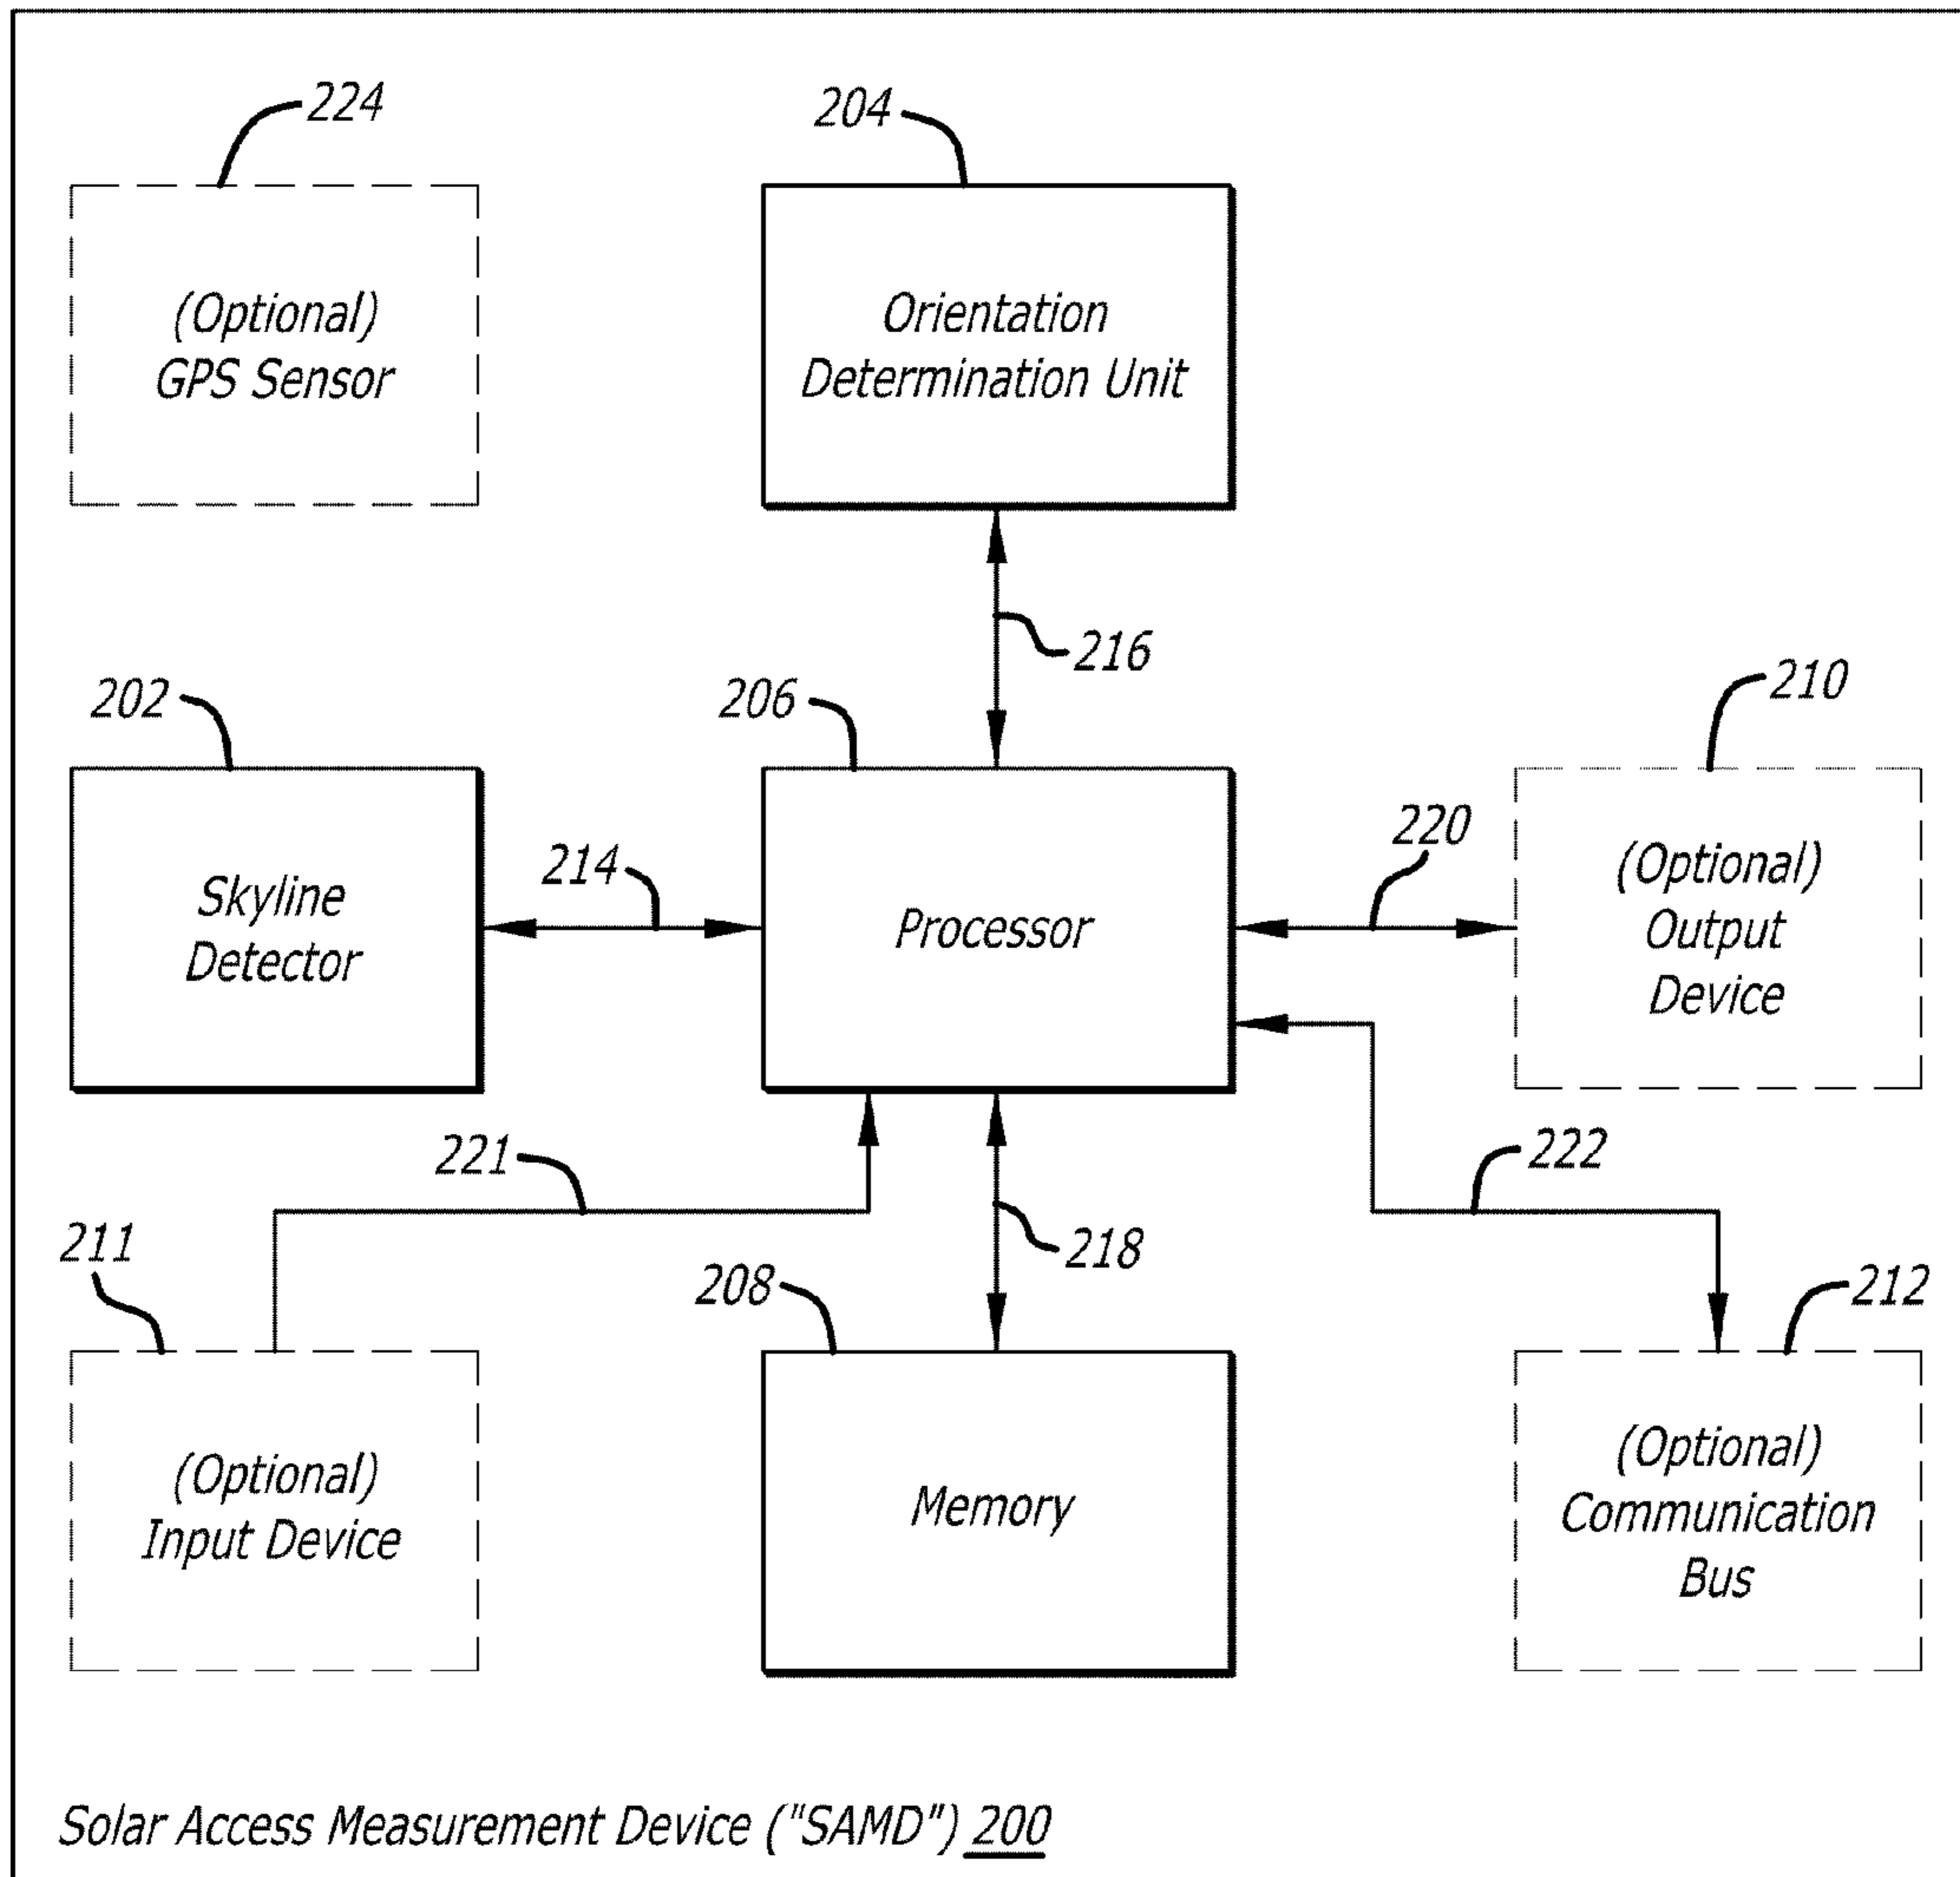 224
204
(Optional)
GPS Sensor
Orientation
Determination Unit
216
202
206
210
Skyline
Detector
214
Processor
220
(Optional)
Output
Device
221
222
211
218
208
212
(Optional)
Input Device
Memory
(Optional)
Communication
Bus
Solar Access Measurement Device ("SAMD") 200